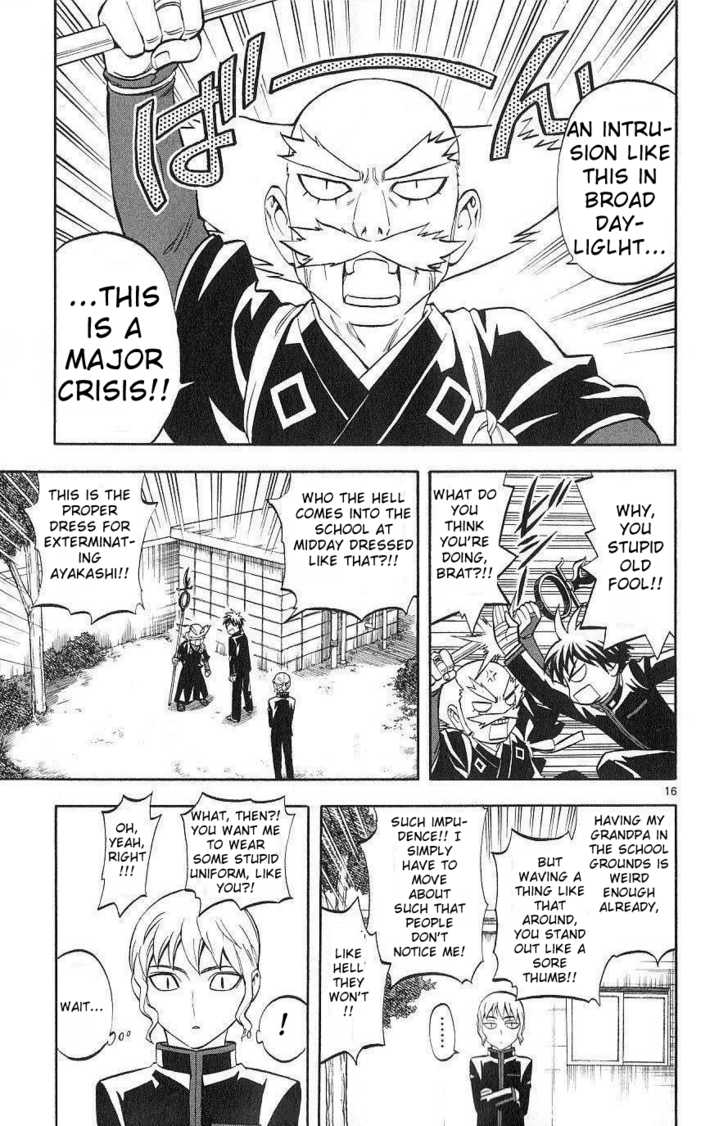 AN INTRU-
SION LIKE
THIS IN
BROAD
DAY-
LIGLHT...
ばーん
...THIS
IS A
MAJOR
CRISIS!!
WHY,
YOU
STUPID
OLD
FOOL!!
WHAT DO
YOU
THINK
YOU'RE
DOING,
BRAT?!!
WHO THE HELL
COMES INTO THE
SCHOOL AT
MIDDAY DRESSED
LIKE THAT?!!
THIS IS THE
PROPER
DRESS FOR
EXTERMINAT-
ING
AYAKASHI!!
16
HAVING MY
GRANDPA IN
THE SCHOOL
GROUNDS IS
WEIRD
ENOUGH
ALREADY,
BUT
WAVING A
THING LIKE
THAT
AROUND,
YOU STAND
OUT LIKE A
SORE
THUMB!!
SUCH IMPU-
DENCE!! I
SIMPLY
HAVE TO
MOVE
ABOUT
SUCH THAT
PEOPLE
DON'T
NOTICE ME!
LIKE
HELL
THEY
WON'T
!!
.....
WHAT, THEN?!
YOU WANT ME
TO WEAR
SOME STUPID
UNIFORM, LIKE
YOU?!
OH,
YEAH,
RIGHT
!!!
!
WAIT...